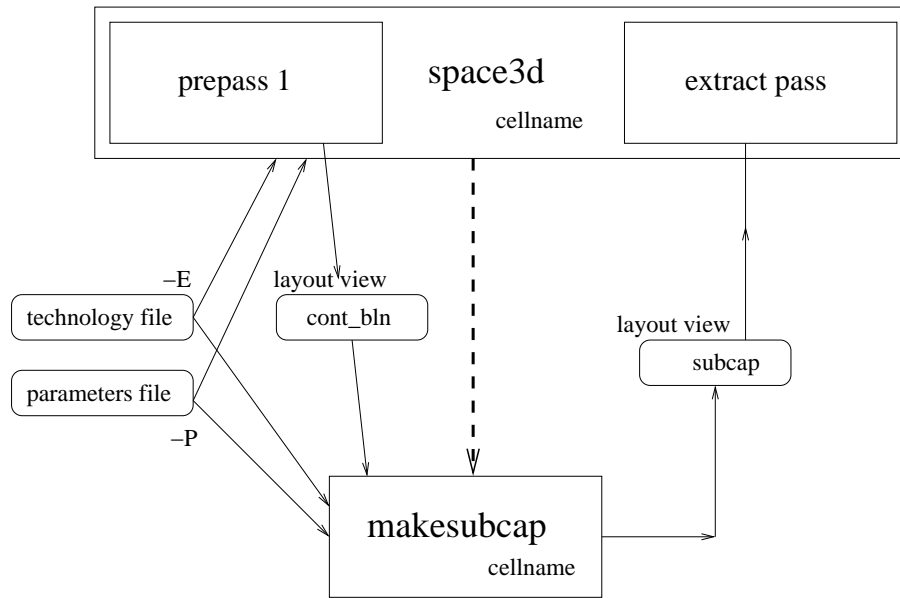 prepass 1
space3d
cellname
extract pass
–E
layout view
technology file
cont_bln
layout view
subcap
parameters file
–P
makesubcap
cellname